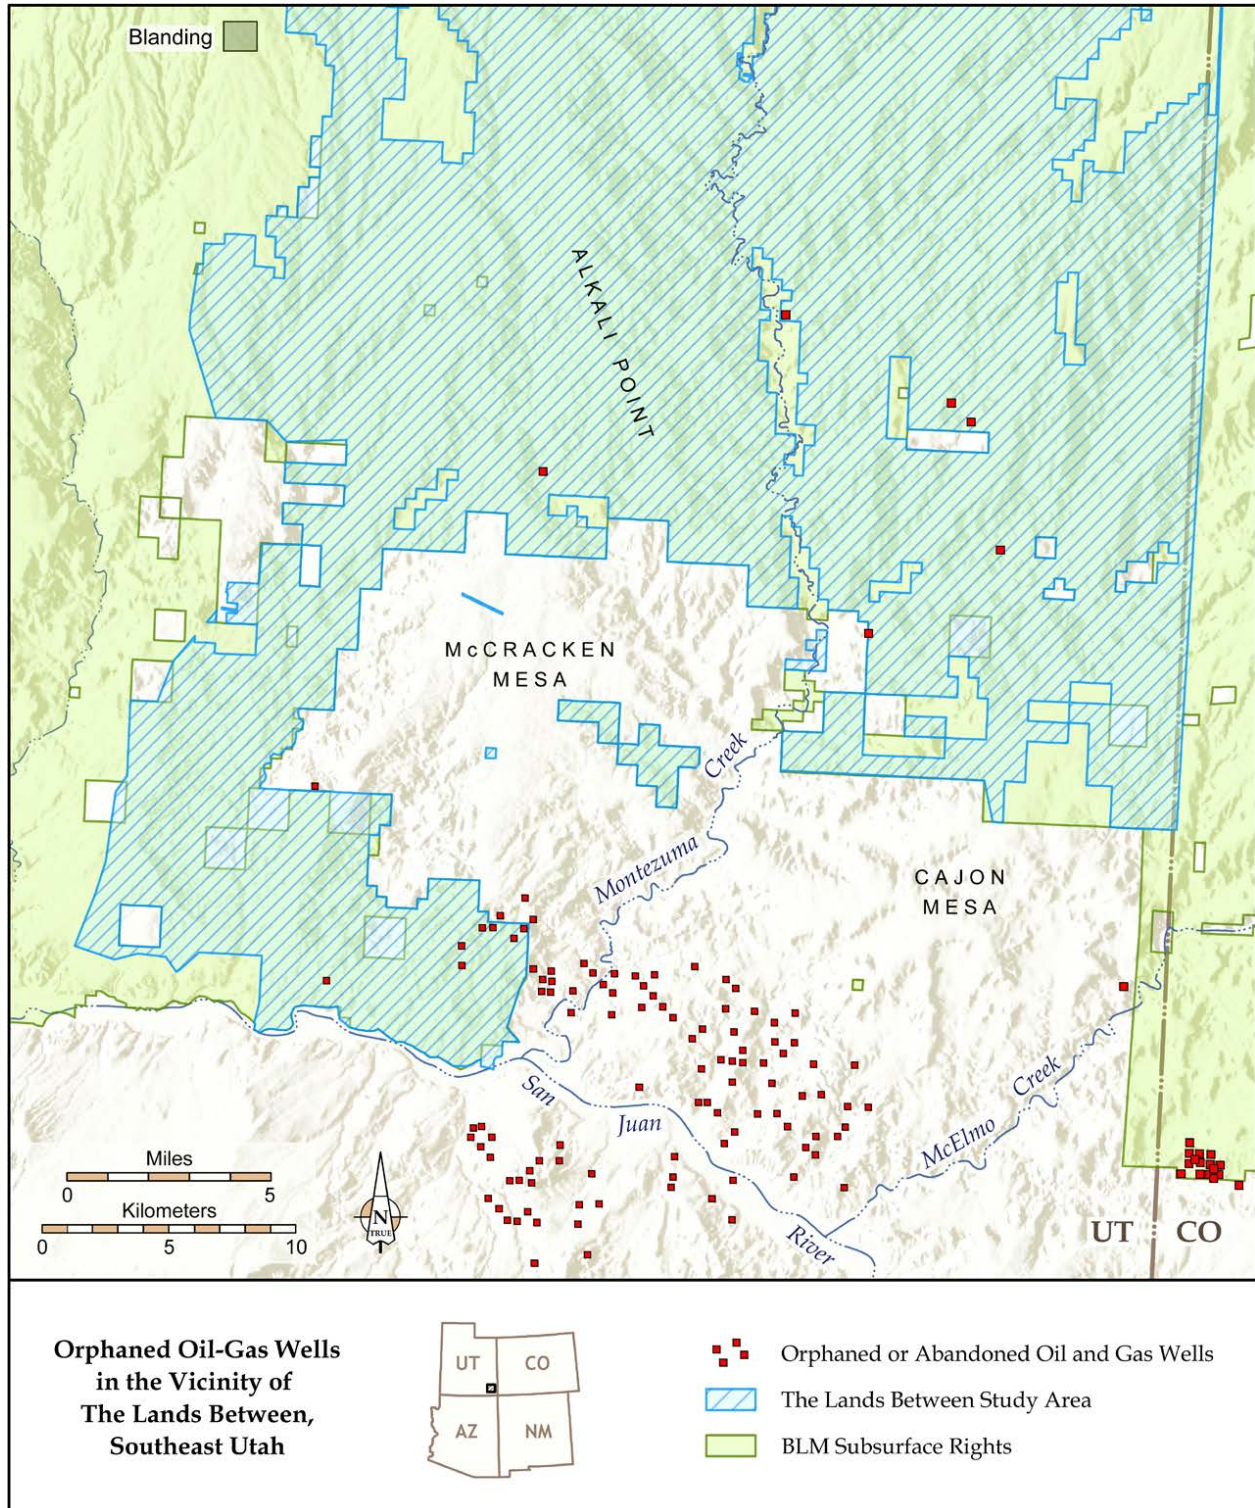 Blanding
ALKALI POINT
McCRACKEN
MESA
Creek
Montezuma
CAJON
MESA
San
Juan
River
McElmo
Creek
Miles
0 5
Kilometers
0 5 10
N
TRUE
UT CO
Orphaned Oil-Gas Wells
in the Vicinity of
The Lands Between,
Southeast Utah
UT CO
AZ NM
Orphaned or Abandoned Oil and Gas Wells
The Lands Between Study Area
BLM Subsurface Rights